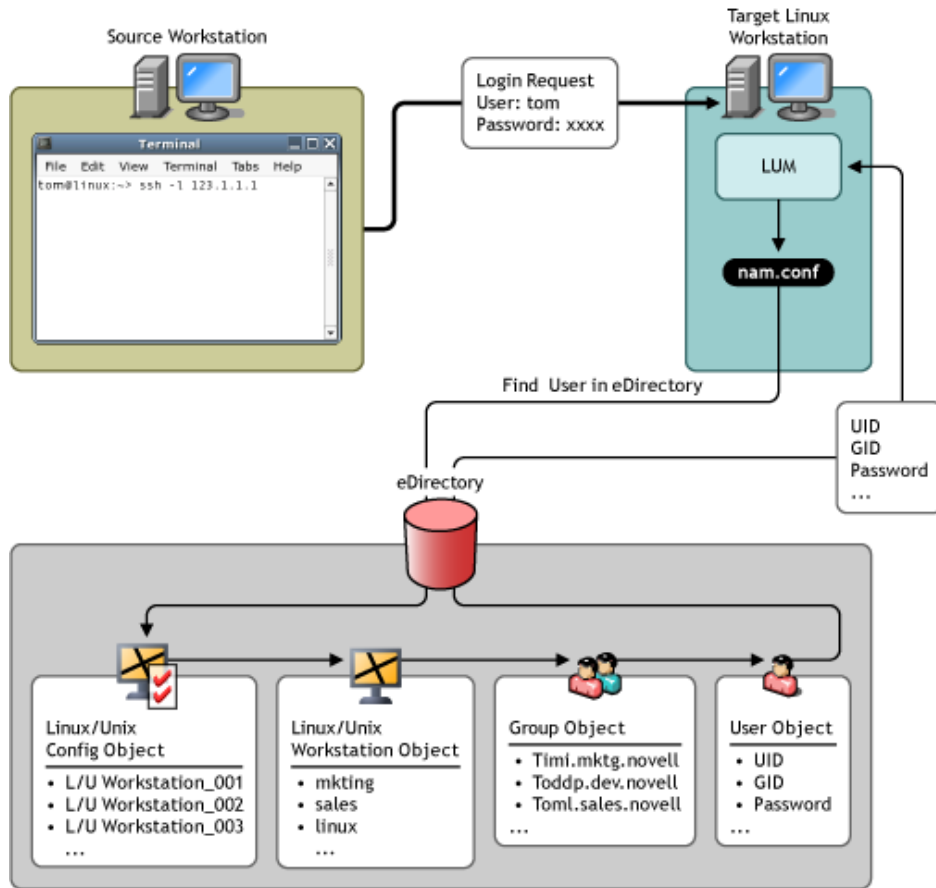 Source Workstation
Target Linux
Workstation
Login Request
User: tom
Password: xxxx
Terminal
File Edit View Terminal Tabs Help
tom@linux:~> ssh -l 123.1.1.1
LUM
nam.conf
Find User in eDirectory
UID
GID
Password
...
eDirectory
Linux/Unix
Config Object
• L/U Workstation_001
• L/U Workstation_002
• L/U Workstation_003
...
Linux/Unix
Workstation Object
• mkting
• sales
• linux
...
Group Object
• Timi.mktg.novell
• Toddp.dev.novell
• Toml.sales.novell
...
User Object
• UID
• GID
• Password
...